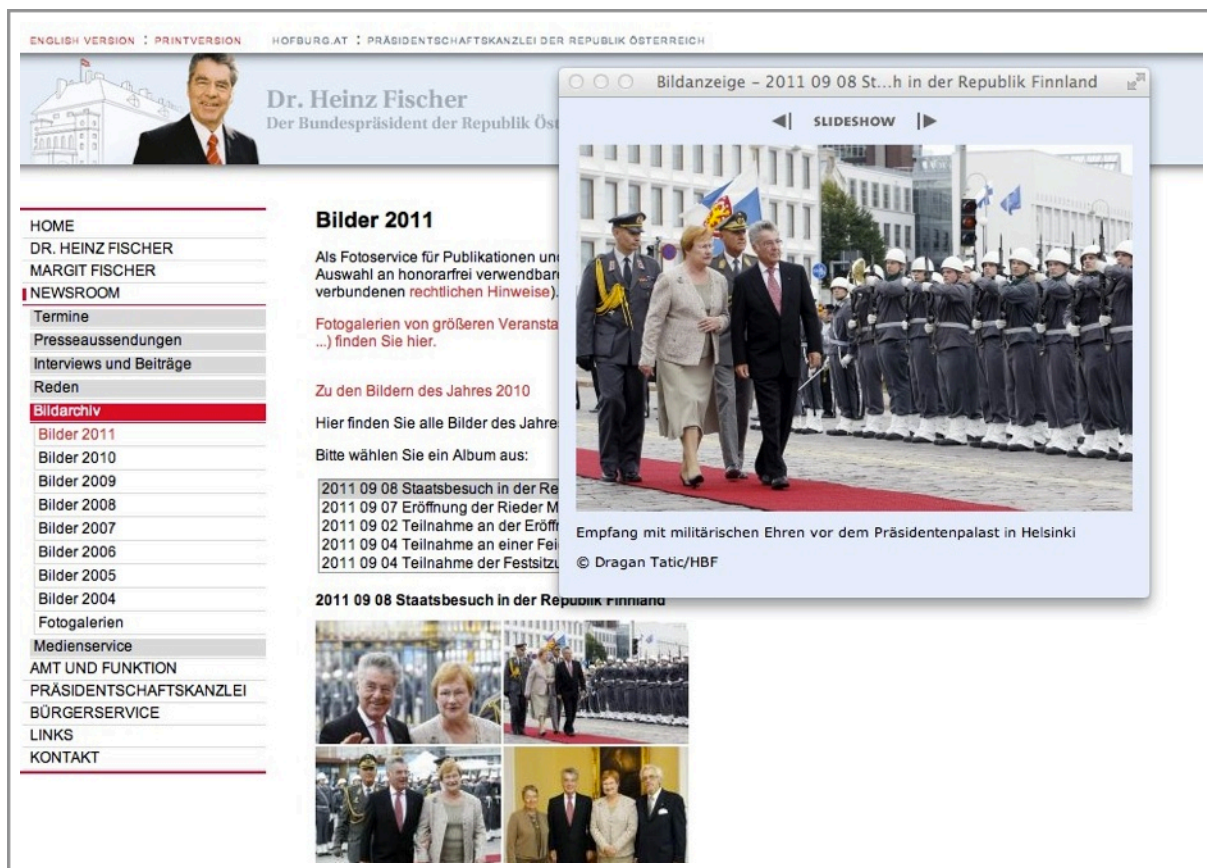 ENGLISH VERSION : PRINTVERSION HOFBURG.AT : PRÄSIDENTSCHAFTSKANZLEI DER REPUBLIK ÖSTERREICH
Dr. Heinz Fischer
Der Bundespräsident der Republik Öst
HOME
DR. HEINZ FISCHER
MARGIT FISCHER
NEWSROOM
Termine
Presseaussendungen
Interviews und Beiträge
Reden
Bildarchiv
Bilder 2011
Bilder 2010
Bilder 2009
Bilder 2008
Bilder 2007
Bilder 2006
Bilder 2005
Bilder 2004
Fotogalerien
Medienservice
AMT UND FUNKTION
PRÄSIDENTSCHAFTSKANZLEI
BÜRGERSERVICE
LINKS
KONTAKT
Bilder 2011
Als Fotoservice für Publikationen und
Auswahl an honorarfrei verwendbare
verbundenen rechtlichen Hinweise).
Fotogalerien von größeren Veransta
...) finden Sie hier.
Zu den Bildern des Jahres 2010
Hier finden Sie alle Bilder des Jahre
Bitte wählen Sie ein Album aus:
2011 09 08 Staatsbesuch in der Re
2011 09 07 Eröffnung der Rieder M
2011 09 02 Teilnahme an der Eröffn
2011 09 04 Teilnahme an einer Feie
2011 09 04 Teilnahme der Festsitzu
2011 09 08 Staatsbesuch in der Republik Finnland
Bildanzeige – 2011 09 08 St...h in der Republik Finnland
SLIDESHOW
Empfang mit militärischen Ehren vor dem Präsidentenpalast in Helsinki
© Dragan Tatic/HBF